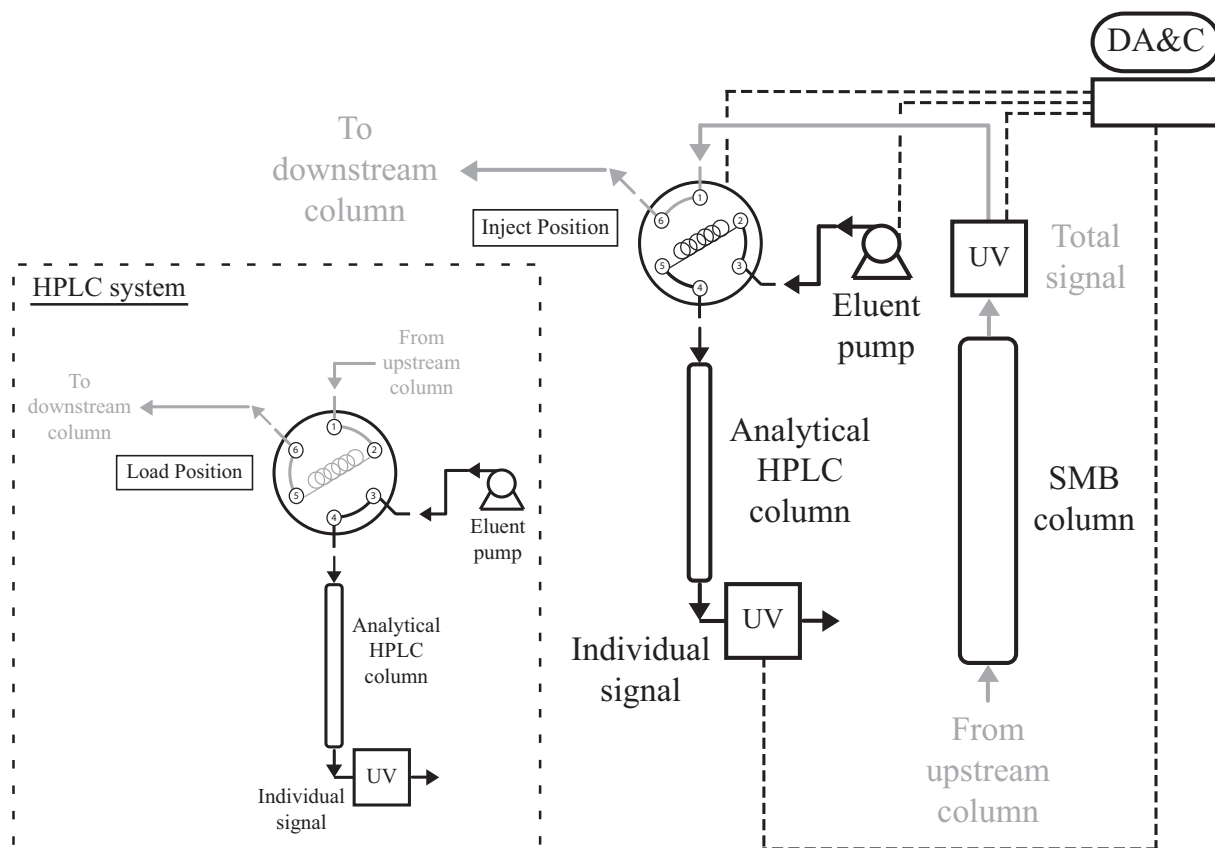 DA&C
To
downstream
column
1
6
2
5
3
4
Inject Position
UV
Total
signal
Eluent
pump
HPLC system
From
upstream
column
To
downstream
column
1
6
2
5
3
4
Load Position
Eluent
pump
Analytical
HPLC
column
SMB
column
Analytical
HPLC
column
UV
Individual
signal
From
upstream
column
UV
Individual
signal